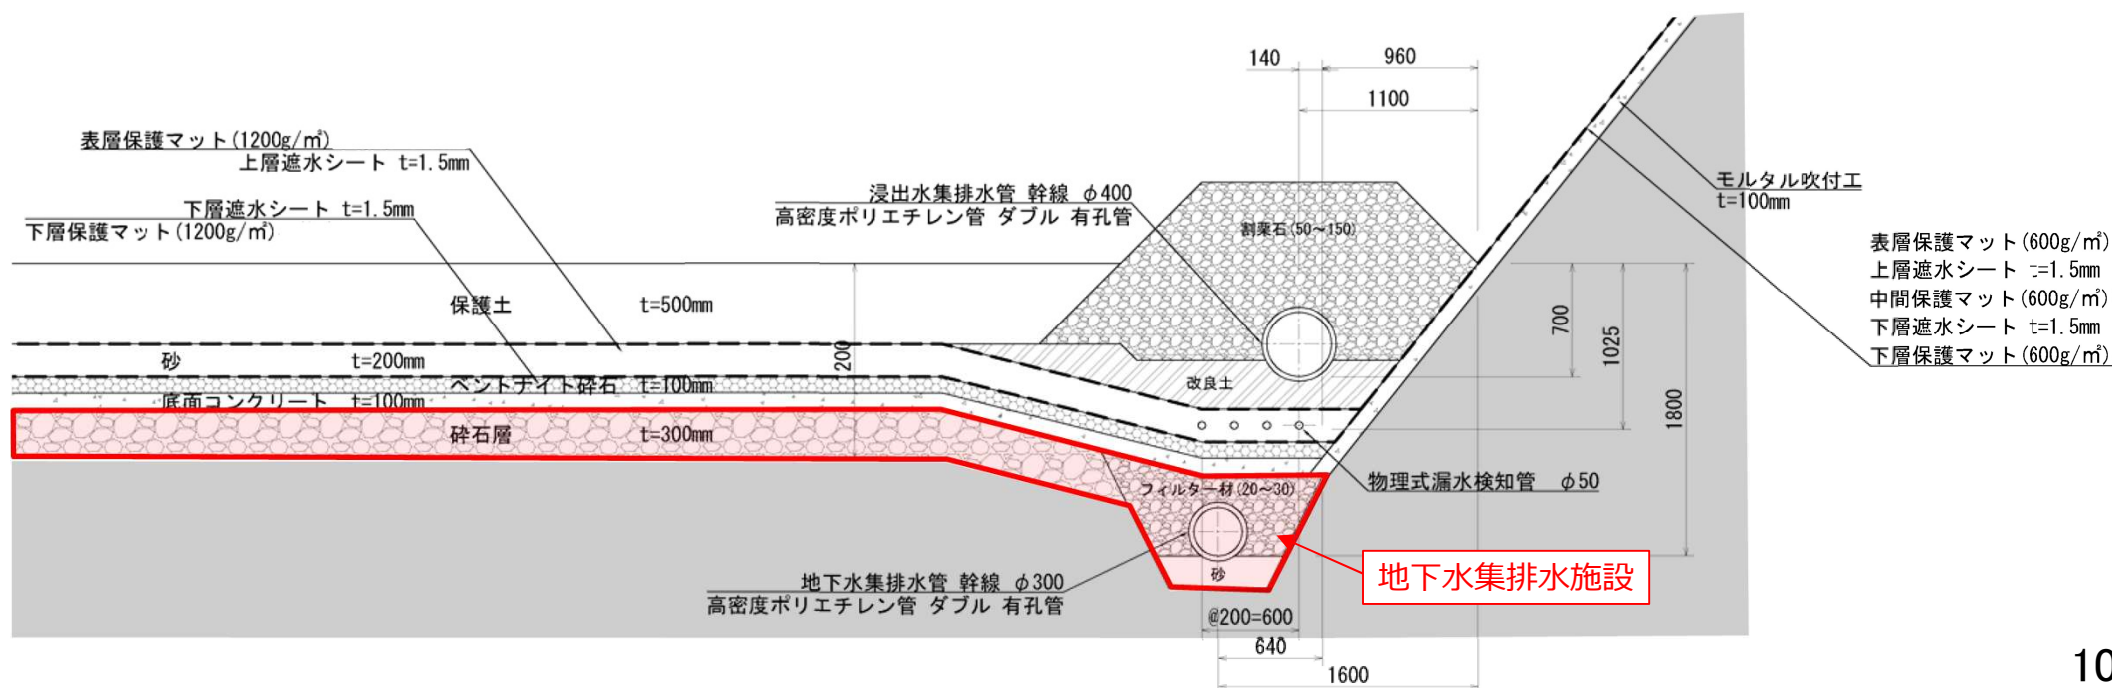 140
960
1100
表層保護マット(1200g/㎡)
上層遮水シート t=1.5mm
下層遮水シート t=1.5mm
下層保護マット(1200g/㎡)
浸出水集排水管 幹線 φ400
高密度ポリエチレン管 ダブル 有孔管
割栗石(50～150)
モルタル吹付工
t=100mm
表層保護マット(600g/㎡)
上層遮水シート t=1.5mm
中間保護マット(600g/㎡)
下層遮水シート t=1.5mm
下層保護マット(600g/㎡)
保護土 t=500mm
700
1025
1800
砂 t=200mm
200
ベントナイト砕石 t=100mm
改良土
底面コンクリート t=100mm
砕石層 t=300mm
物理式漏水検知管 φ50
フィルター材(20～30)
地下水集排水施設
砂
地下水集排水管 幹線 φ300
高密度ポリエチレン管 ダブル 有孔管
@200=600
640
1600
10